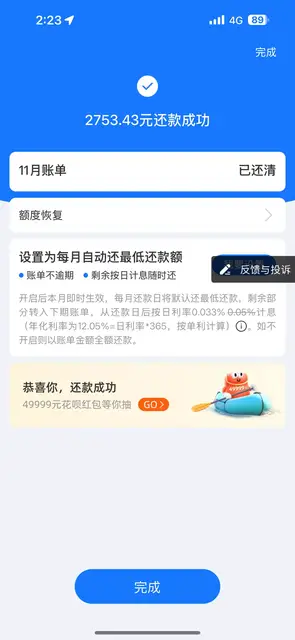 2:23
4G 89
完成
2753.43元还款成功
11月账单 已还清
额度恢复
设置为每月自动还最低还款额
反馈与投诉
账单不逾期 剩余按日计息随时还
开启后本月即时生效，每月还款日将默认还最低还款，剩余部
分转入下期账单，从还款日后按日利率0.033% 0.05%计息
（年化利率为12.05%=日利率*365，按单利计算）。如不
开启则以账单金额全额还款。
恭喜你，还款成功
49999元花呗红包等你抽 GO>
完成